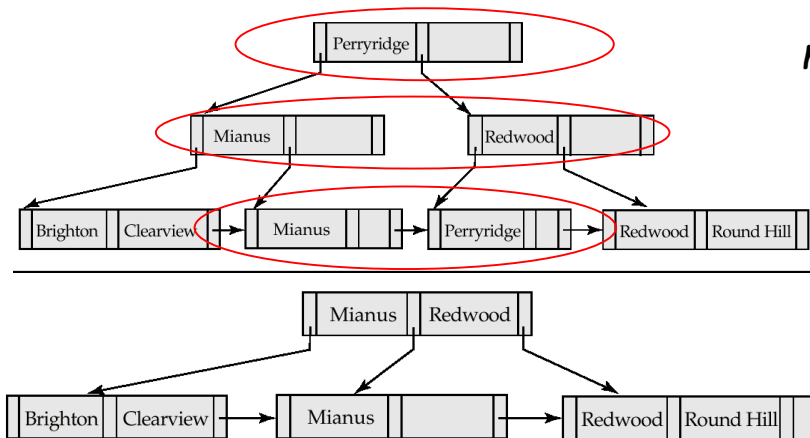 Perryridge
Mianus Redwood
Brighton Clearview Mianus Perryridge Redwood Round Hill
Mianus Redwood
Brighton Clearview Mianus Redwood Round Hill